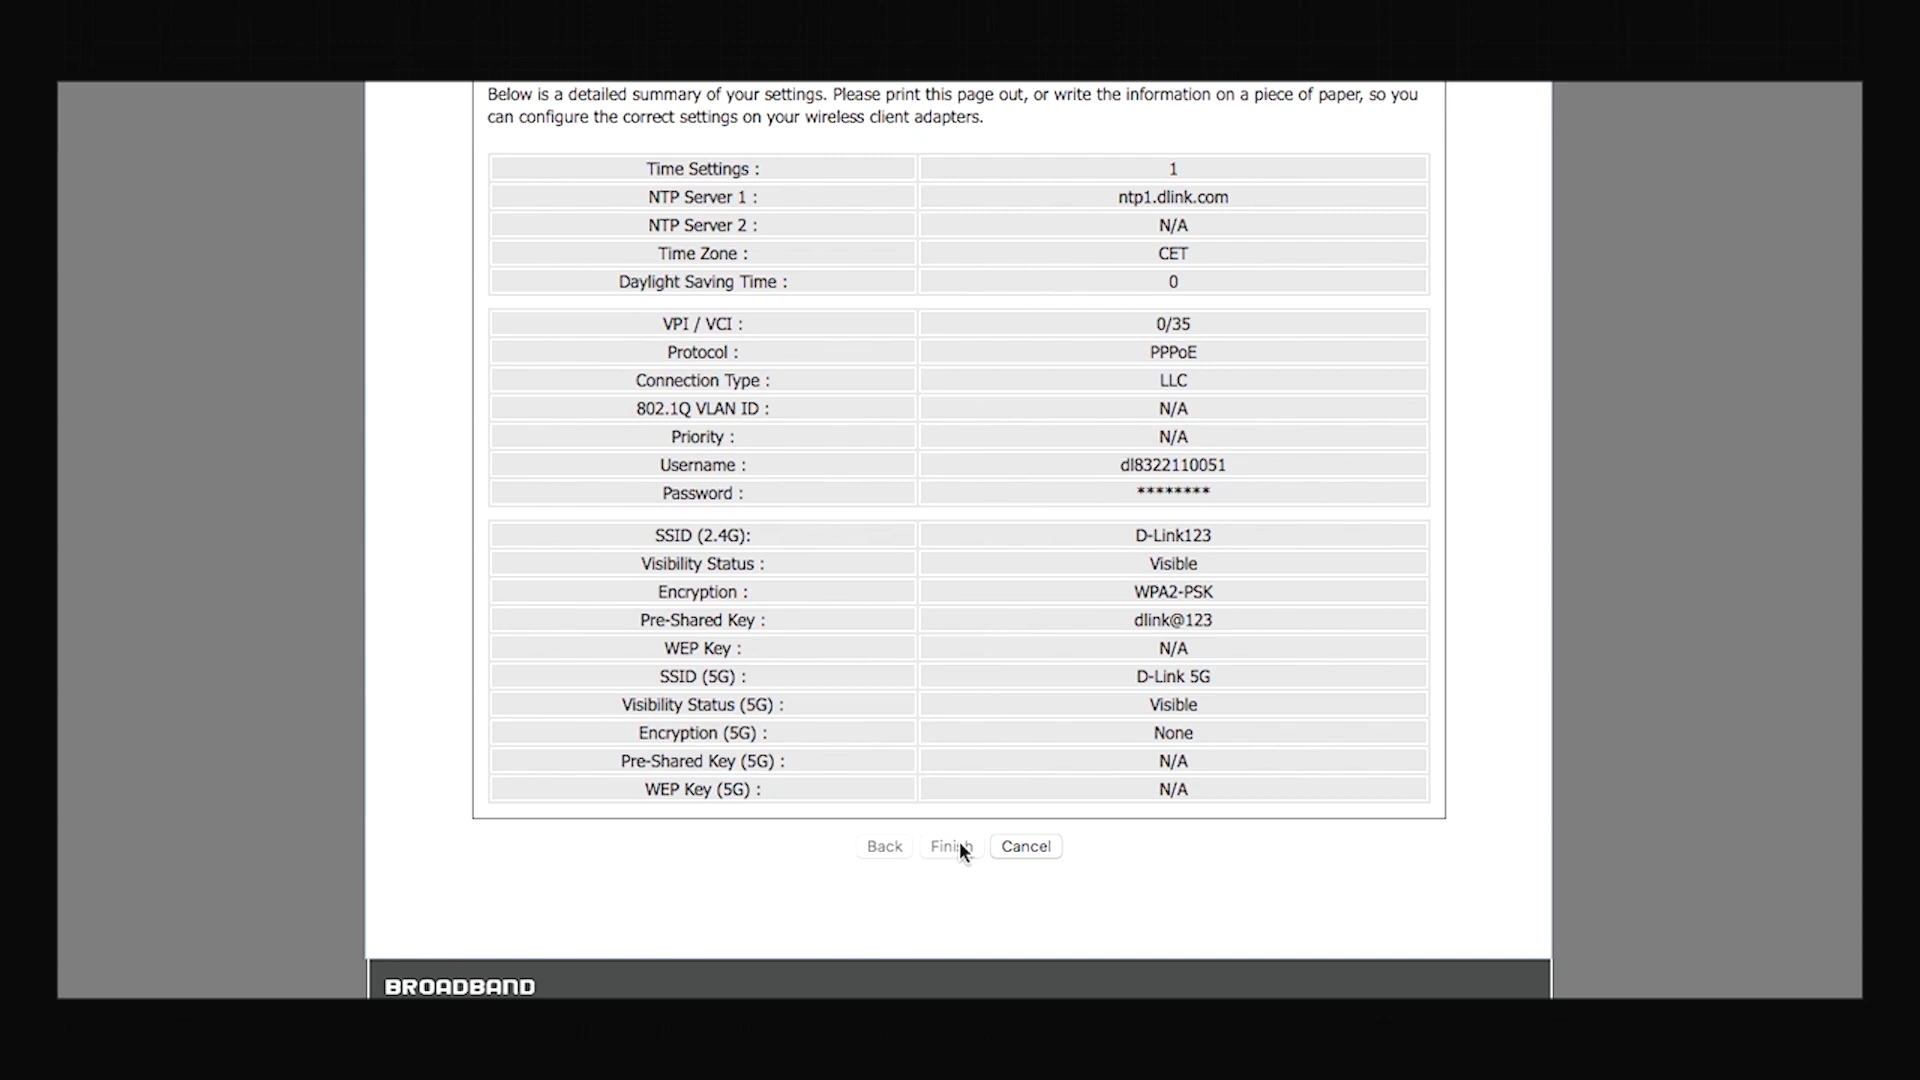 Below is a detailed summary of your settings. Please print this page out, or write the information on a piece of paper, so you
can configure the correct settings on your wireless client adapters.
Time Settings : 1
NTP Server 1 : ntp1.dlink.com
NTP Server 2 : N/A
Time Zone : CET
Daylight Saving Time : 0
VPI / VCI : 0/35
Protocol : PPPoE
Connection Type : LLC
802.1Q VLAN ID : N/A
Priority : N/A
Username : dl8322110051
Password : ********
SSID (2.4G): D-Link123
Visibility Status : Visible
Encryption : WPA2-PSK
Pre-Shared Key : dlink@123
WEP Key : N/A
SSID (5G) : D-Link 5G
Visibility Status (5G) : Visible
Encryption (5G) : None
Pre-Shared Key (5G) : N/A
WEP Key (5G) : N/A
Back Finish Cancel
BROADBAND